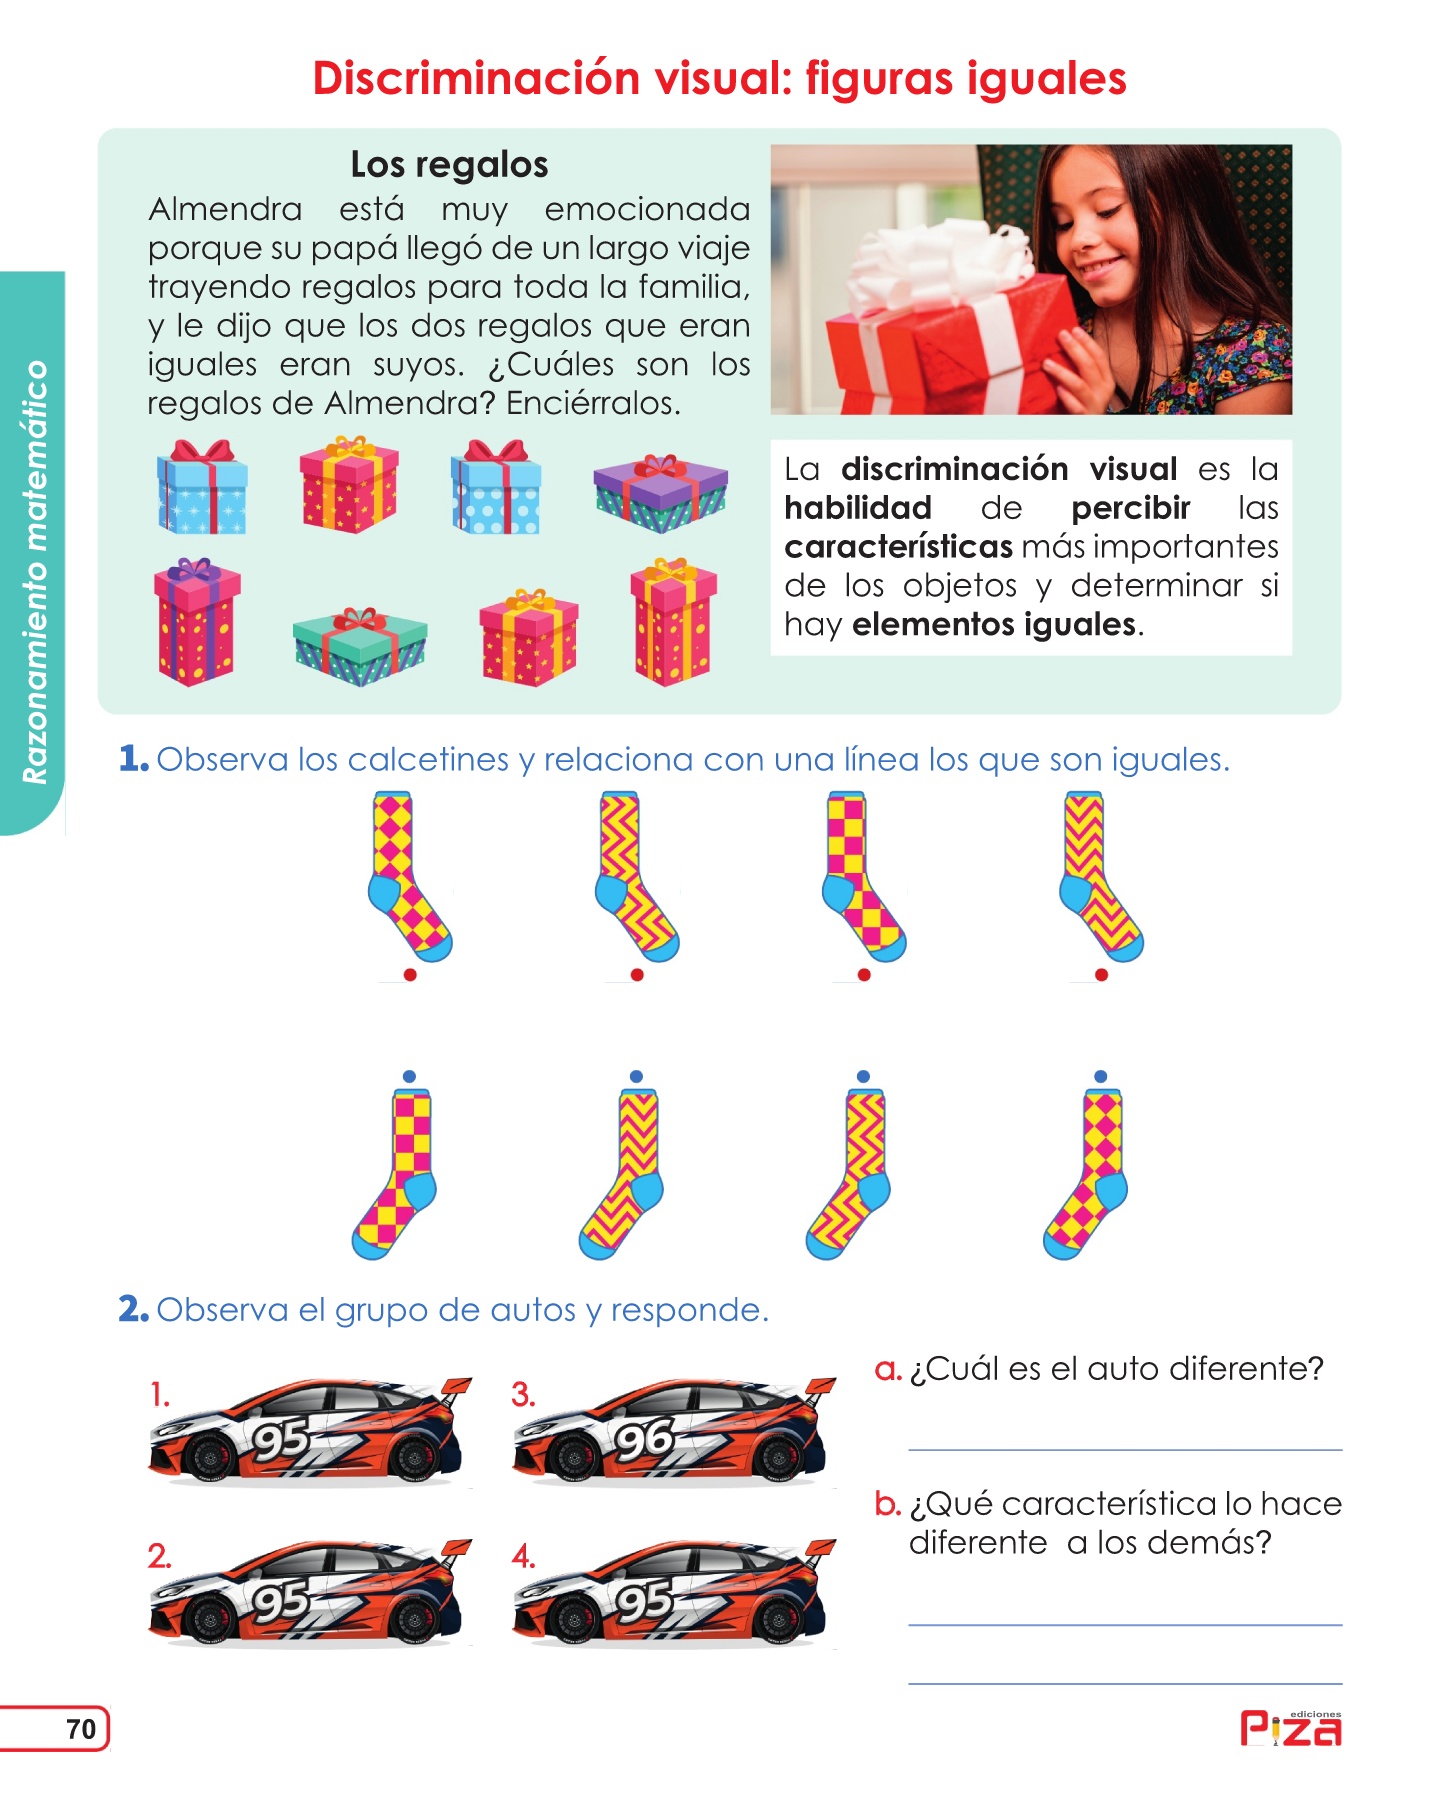 Discriminación visual: figuras iguales
Los regalos
Almendra está muy emocionada
porque su papá llegó de un largo viaje
trayendo regalos para toda la familia,
y le dijo que los dos regalos que eran
iguales eran suyos. ¿Cuáles son los
regalos de Almendra? Enciérralos.
La discriminación visual es la
habilidad de percibir las
características más importantes
de los objetos y determinar si
hay elementos iguales.
Razonamiento matemático
1. Observa los calcetines y relaciona con una línea los que son iguales.
2. Observa el grupo de autos y responde.
1.
95
3.
96
2.
95
4.
95
a. ¿Cuál es el auto diferente?
b. ¿Qué característica lo hace
diferente a los demás?
70
ediciones
Piza